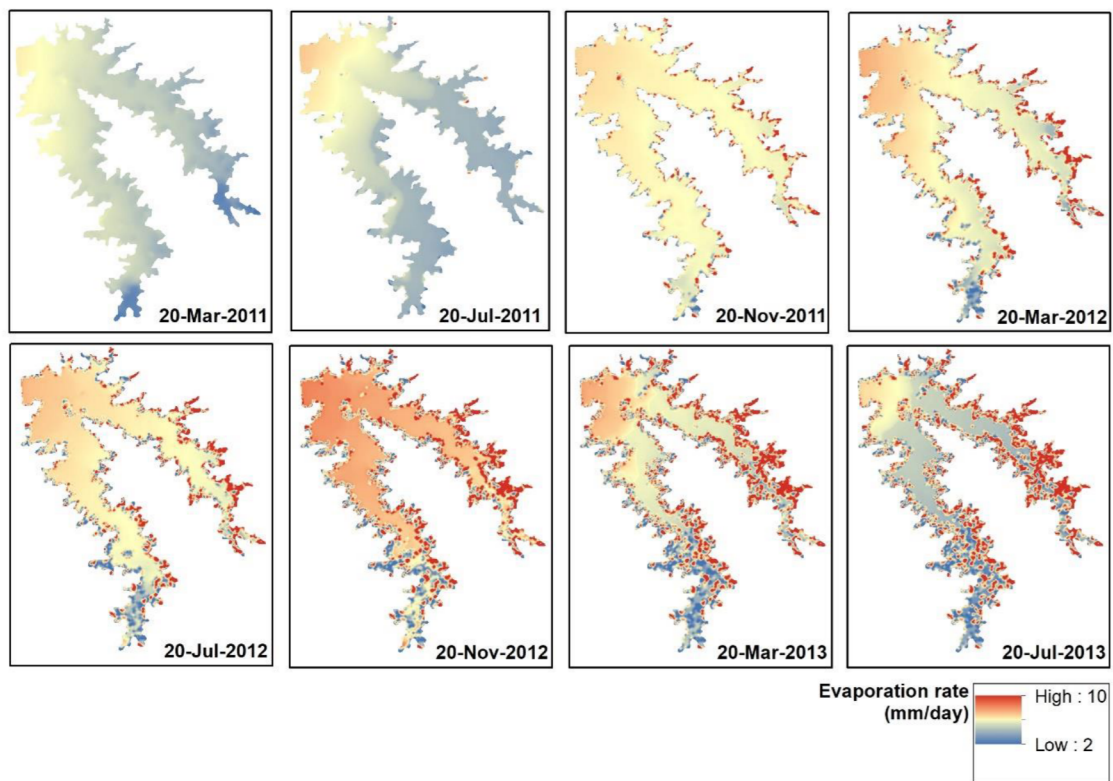 20-Mar-2011
20-Jul-2011
20-Nov-2011
20-Mar-2012
20-Jul-2012
20-Nov-2012
20-Mar-2013
20-Jul-2013
Evaporation rate
(mm/day)
High : 10
Low : 2